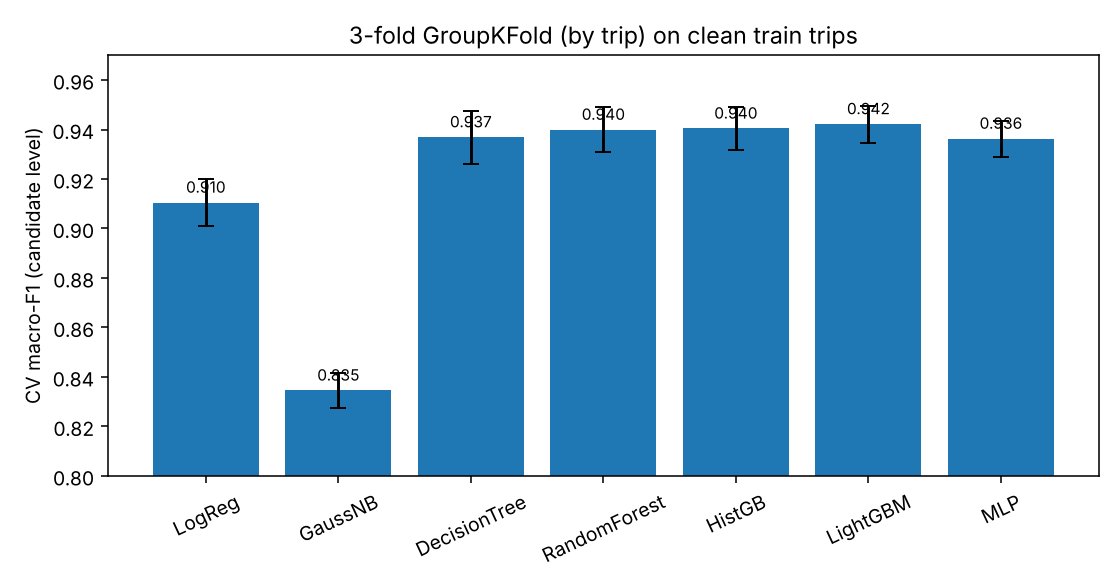 3-fold GroupKFold (by trip) on clean train trips
CV macro-F1 (candidate level)
0.96
0.94
0.92
0.90
0.88
0.86
0.84
0.82
0.80
0.910
0.835
0.937
0.940
0.940
0.942
0.936
LogReg
GaussNB
DecisionTree
RandomForest
HistGB
LightGBM
MLP